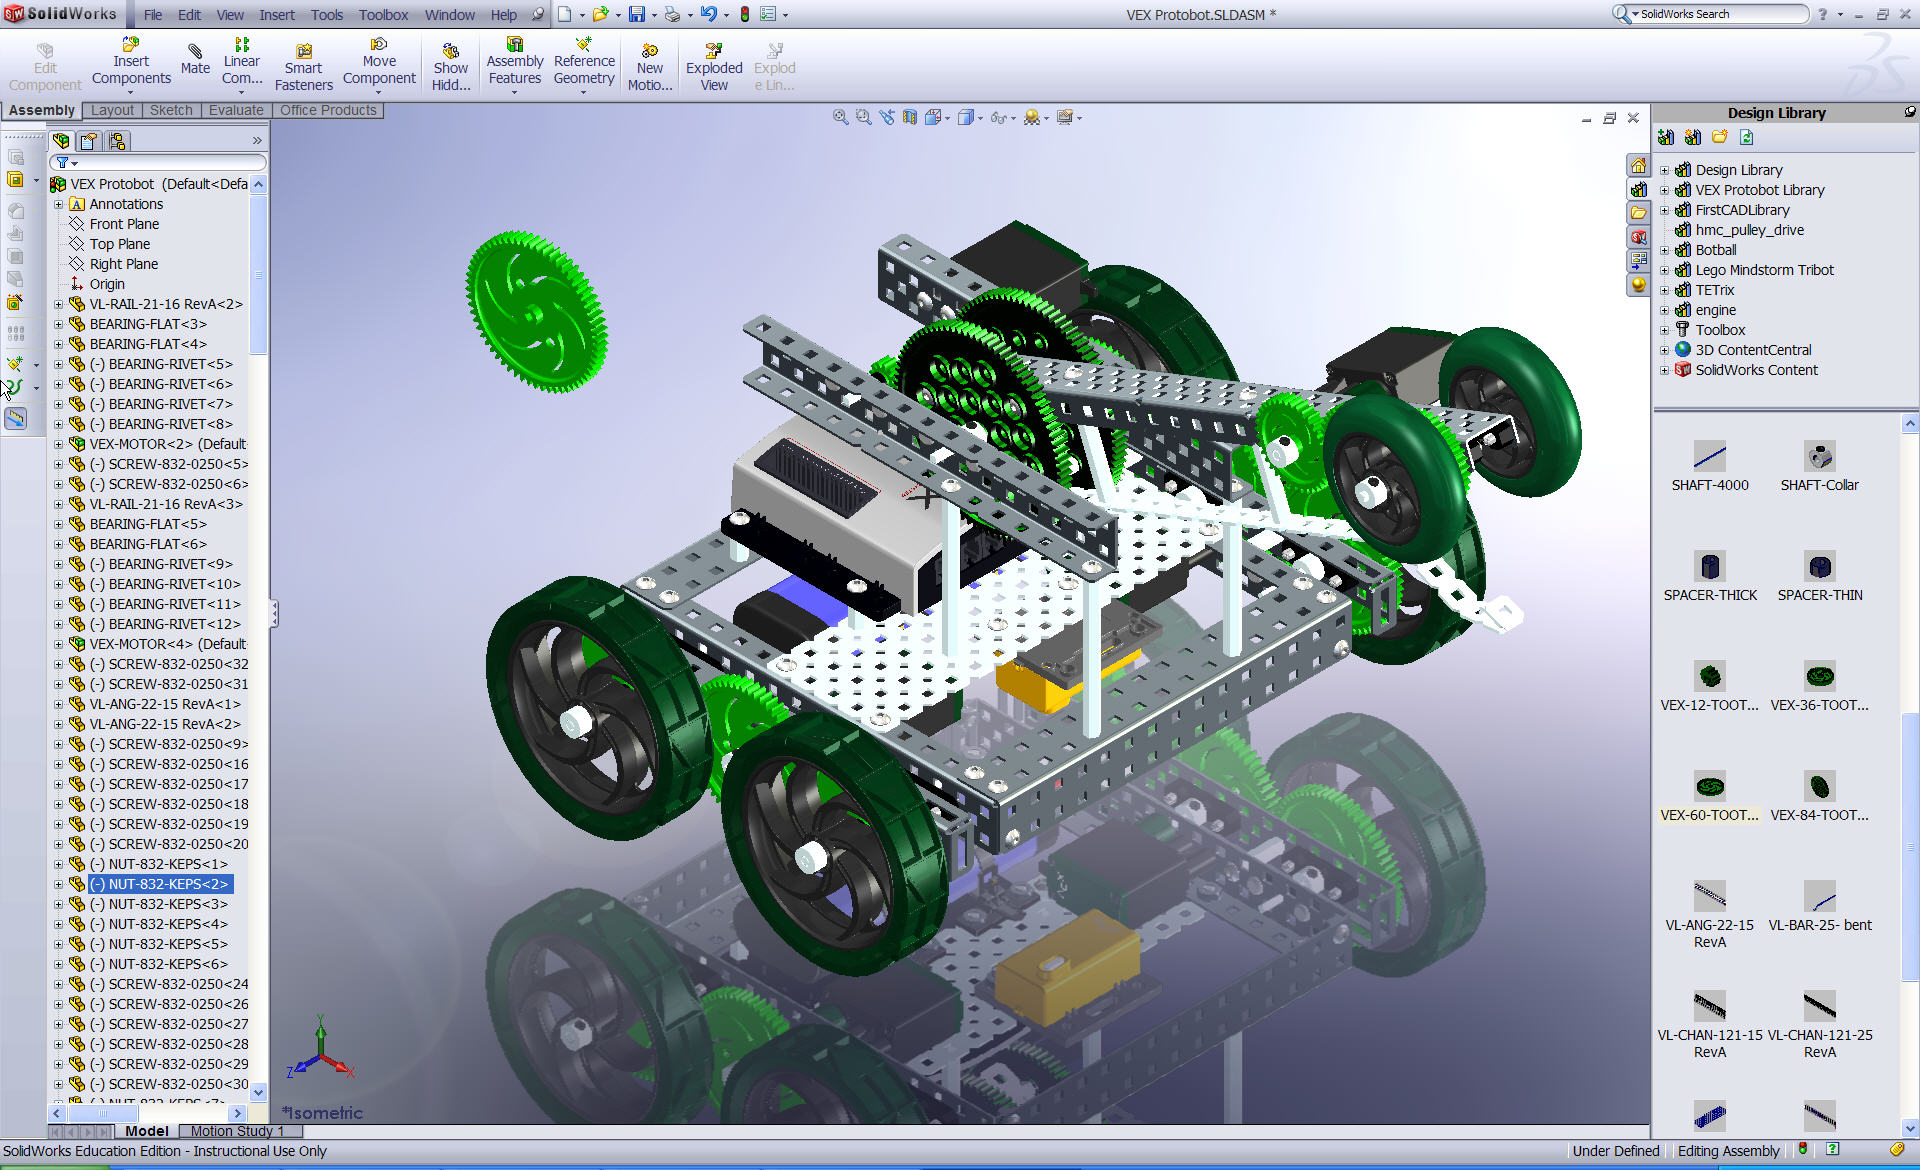 SolidWorks File Edit View Insert Tools Toolbox Window Help VEX Protobot.SLDASM * SolidWorks Search
Edit Component
Insert Components
Mate
Linear Com...
Smart Fasteners
Move Component
Show Hidd...
Assembly Features
Reference Geometry
New Motio...
Exploded View
Explod e Lin...
Assembly Layout Sketch Evaluate Office Products
VEX Protobot (Default<Defa
Annotations
Front Plane
Top Plane
Right Plane
Origin
VL-RAIL-21-16 RevA<2>
BEARING-FLAT<3>
BEARING-FLAT<4>
(-) BEARING-RIVET<5>
(-) BEARING-RIVET<6>
(-) BEARING-RIVET<7>
(-) BEARING-RIVET<8>
VEX-MOTOR<2> (Default
(-) SCREW-832-0250<5>
(-) SCREW-832-0250<6>
VL-RAIL-21-16 RevA<3>
BEARING-FLAT<5>
BEARING-FLAT<6>
(-) BEARING-RIVET<9>
(-) BEARING-RIVET<10>
(-) BEARING-RIVET<11>
(-) BEARING-RIVET<12>
VEX-MOTOR<4> (Default
(-) SCREW-832-0250<32
(-) SCREW-832-0250<31
VL-ANG-22-15 RevA<1>
VL-ANG-22-15 RevA<2>
(-) SCREW-832-0250<9>
(-) SCREW-832-0250<16
(-) SCREW-832-0250<17
(-) SCREW-832-0250<18
(-) SCREW-832-0250<19
(-) SCREW-832-0250<20
(-) NUT-832-KEPS<1>
(-) NUT-832-KEPS<2>
(-) NUT-832-KEPS<3>
(-) NUT-832-KEPS<4>
(-) NUT-832-KEPS<5>
(-) NUT-832-KEPS<6>
(-) SCREW-832-0250<24
(-) SCREW-832-0250<26
(-) SCREW-832-0250<27
(-) SCREW-832-0250<28
(-) SCREW-832-0250<29
(-) SCREW-832-0250<30
(-) NUT-832-KEPS<7>
Y
Z X
*Isometric
Model Motion Study 1
Design Library
Design Library
VEX Protobot Library
FirstCADLibrary
hmc_pulley_drive
Botball
Lego Mindstorm Tribot
TETrix
engine
Toolbox
3D ContentCentral
SolidWorks Content
SHAFT-4000 SHAFT-Collar
SPACER-THICK SPACER-THIN
VEX-12-TOOT... VEX-36-TOOT...
VEX-60-TOOT... VEX-84-TOOT...
VL-ANG-22-15 RevA
VL-BAR-25- bent
VL-CHAN-121-15 RevA
VL-CHAN-121-25 RevA
SolidWorks Education Edition - Instructional Use Only
Under Defined Editing Assembly